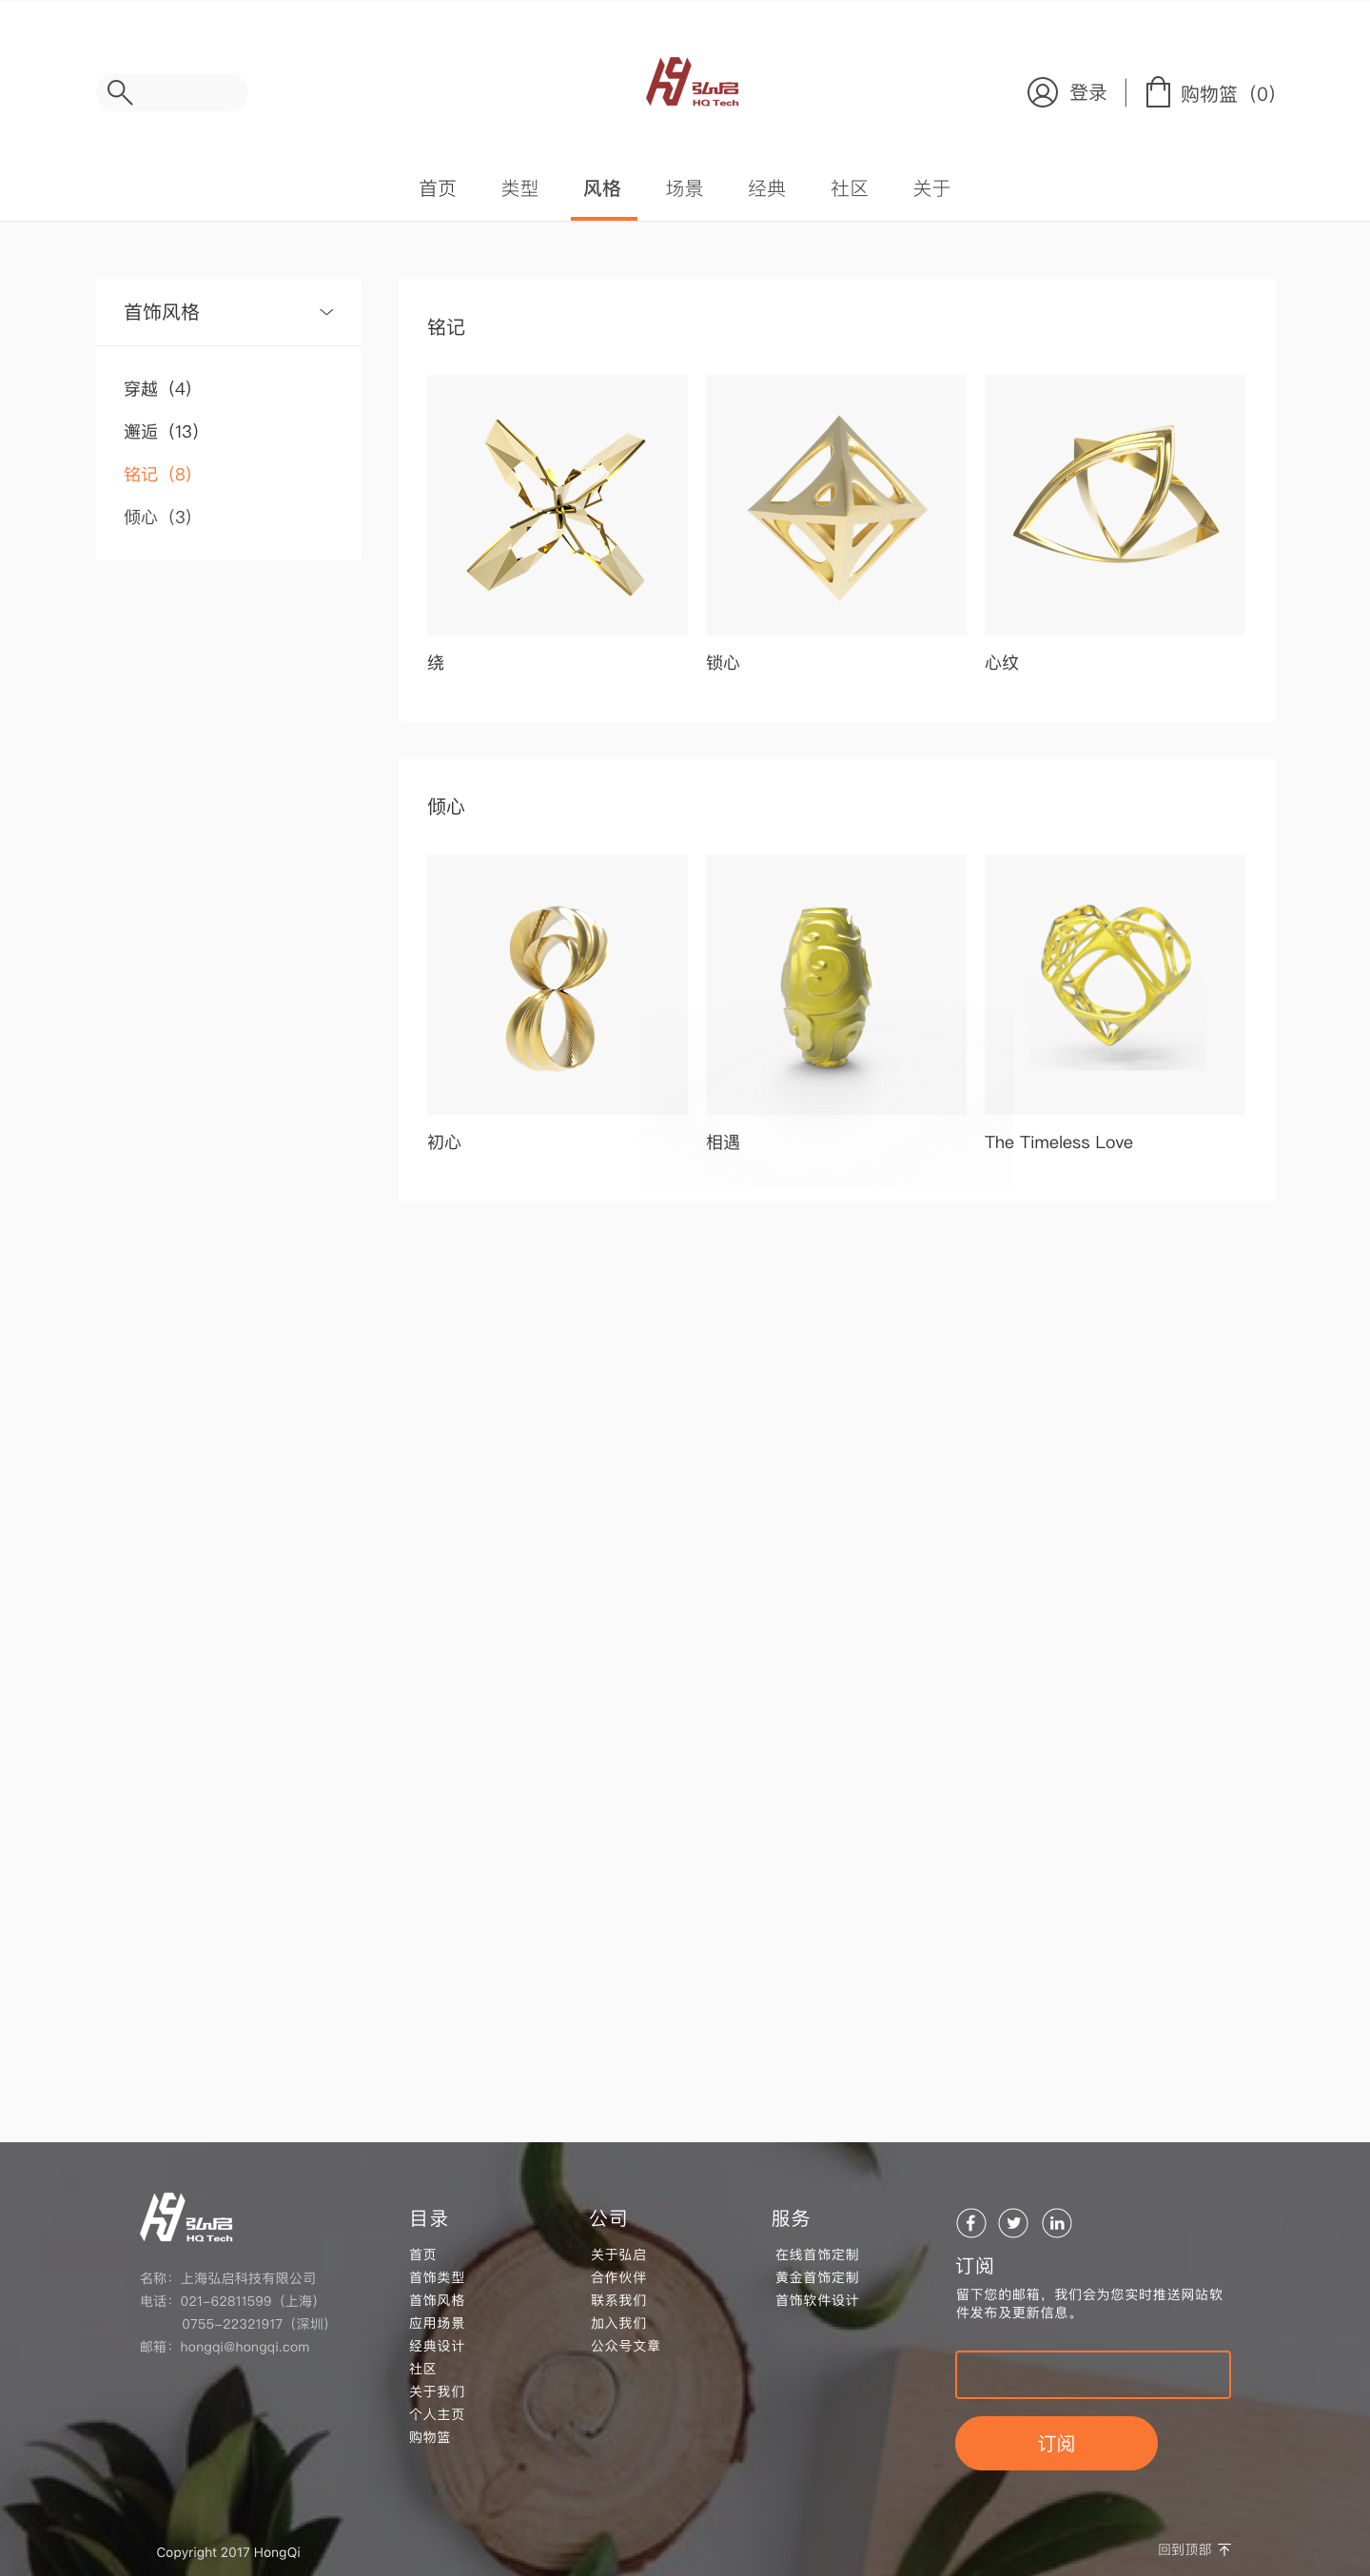 弘启
HQ Tech
登录
购物篮（0）
首页 类型 风格 场景 经典 社区 关于
首饰风格
穿越（4）
邂逅（13）
铭记（8）
倾心（3）
铭记
绕 锁心 心纹
倾心
初心 相遇 The Timeless Love
弘启
HQ Tech
名称：上海弘启科技有限公司
电话：021-62811599（上海）
0755-22321917（深圳）
邮箱：hongqi@hongqi.com
目录
首页
首饰类型
首饰风格
应用场景
经典设计
社区
关于我们
个人主页
购物篮
公司
关于弘启
合作伙伴
联系我们
加入我们
公众号文章
服务
在线首饰定制
黄金首饰定制
首饰软件设计
订阅
留下您的邮箱，我们会为您实时推送网站软
件发布及更新信息。
订阅
Copyright 2017 HongQi
回到顶部